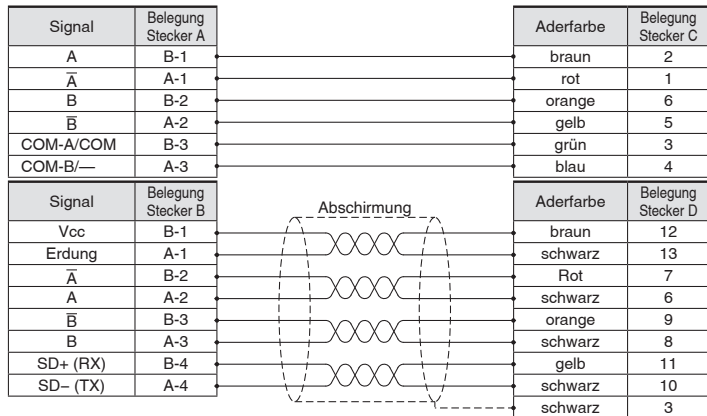 Signal Belegung Stecker A Aderfarbe Belegung Stecker C
A B-1 braun 2
A̅ A-1 rot 1
B B-2 orange 6
B̅ A-2 gelb 5
COM-A/COM B-3 grün 3
COM-B/— A-3 blau 4
Signal Belegung Stecker B Abschirmung Aderfarbe Belegung Stecker D
Vcc B-1 braun 12
Erdung A-1 schwarz 13
A̅ B-2 Rot 7
A A-2 schwarz 6
B̅ B-3 orange 9
B A-3 schwarz 8
SD+ (RX) B-4 gelb 11
SD– (TX) A-4 schwarz 10
schwarz 3